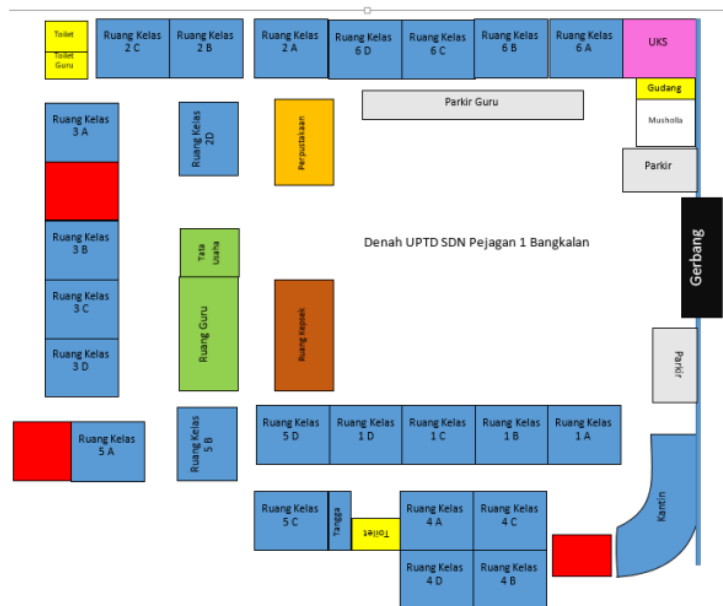 Toilet
Toilet
Guru
Ruang Kelas
2 C
Ruang Kelas
2 B
Ruang Kelas
2 A
Ruang Kelas
6 D
Ruang Kelas
6 C
Ruang Kelas
6 B
Ruang Kelas
6 A
UKS
Gudang
Musholla
Parkir Guru
Ruang Kelas
3 A
Ruang Kelas
2D
Perpustakaan
Parkir
Ruang Kelas
3 B
Tata
Usaha
Denah UPTD SDN Pejagan 1 Bangkalan
Gerbang
Ruang Kelas
3 C
Ruang Guru
Ruang Kepsek
Ruang Kelas
3 D
Parkir
Ruang Kelas
5 A
Ruang Kelas
5 B
Ruang Kelas
5 D
Ruang Kelas
1 D
Ruang Kelas
1 C
Ruang Kelas
1 B
Ruang Kelas
1 A
Ruang Kelas
5 C
Tangga
Toilet
Ruang Kelas
4 A
Ruang Kelas
4 C
Kantin
Ruang Kelas
4 D
Ruang Kelas
4 B